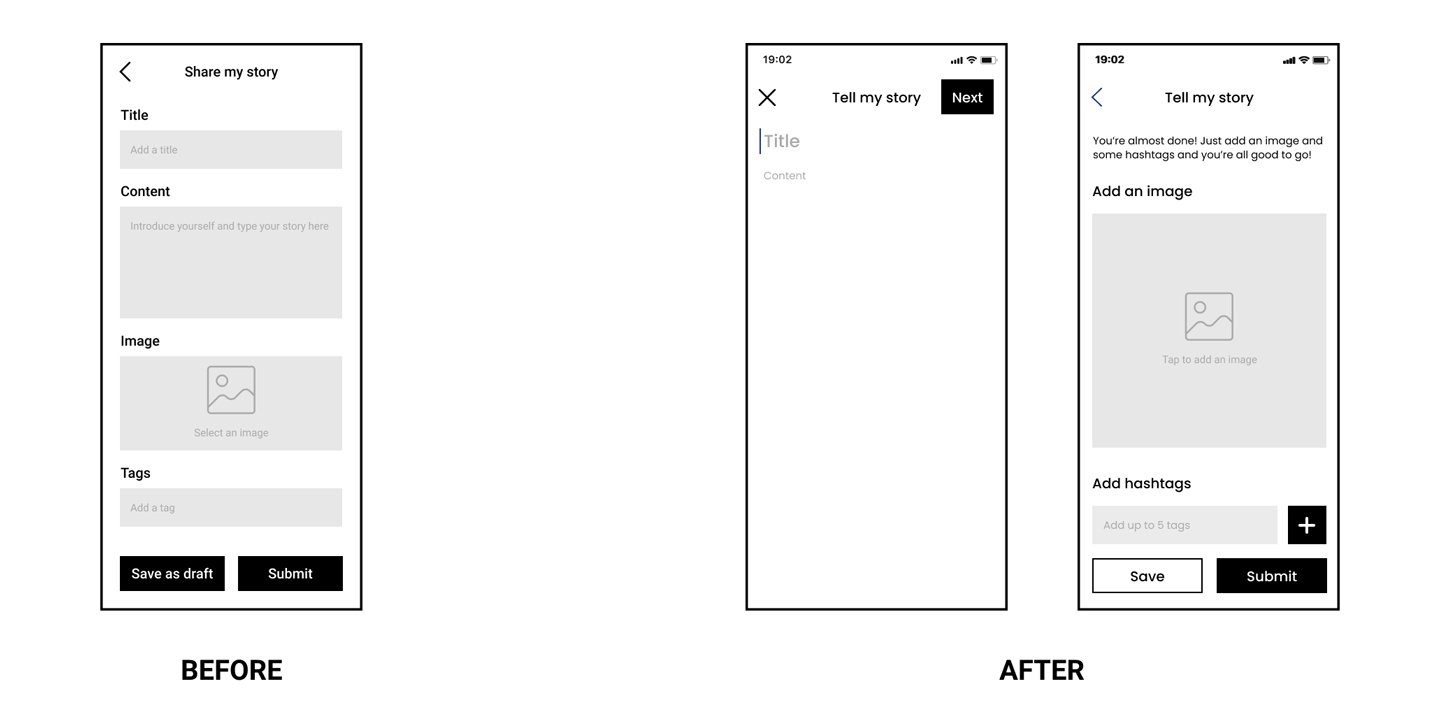 Share my story
Title
Add a title
Content
Introduce yourself and type your story here
Image
Select an image
Tags
Add a tag
Save as draft
Submit
BEFORE
19:02
Tell my story
Next
Title
Content
19:02
Tell my story
You're almost done! Just add an image and
some hashtags and you're all good to go!
Add an image
Tap to add an image
Add hashtags
Add up to 5 tags
Save
Submit
AFTER